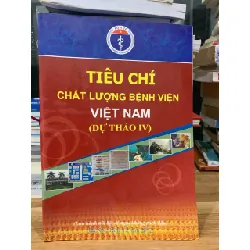 TIÊU CHÍ
CHẤT LƯỢNG BỆNH VIỆN
VIỆT NAM
(DỰ THẢO IV)